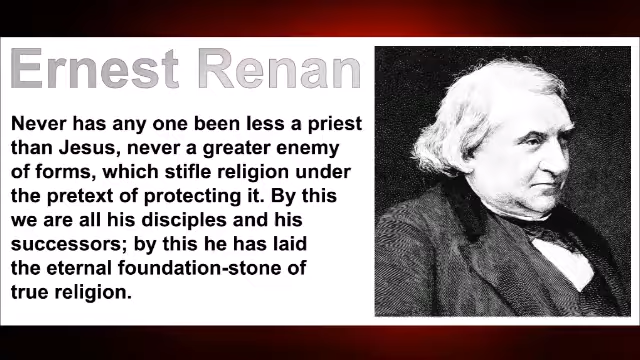 Ernest Renan
Never has any one been less a priest
than Jesus, never a greater enemy
of forms, which stifle religion under
the pretext of protecting it. By this
we are all his disciples and his
successors; by this he has laid
the eternal foundation-stone of
true religion.